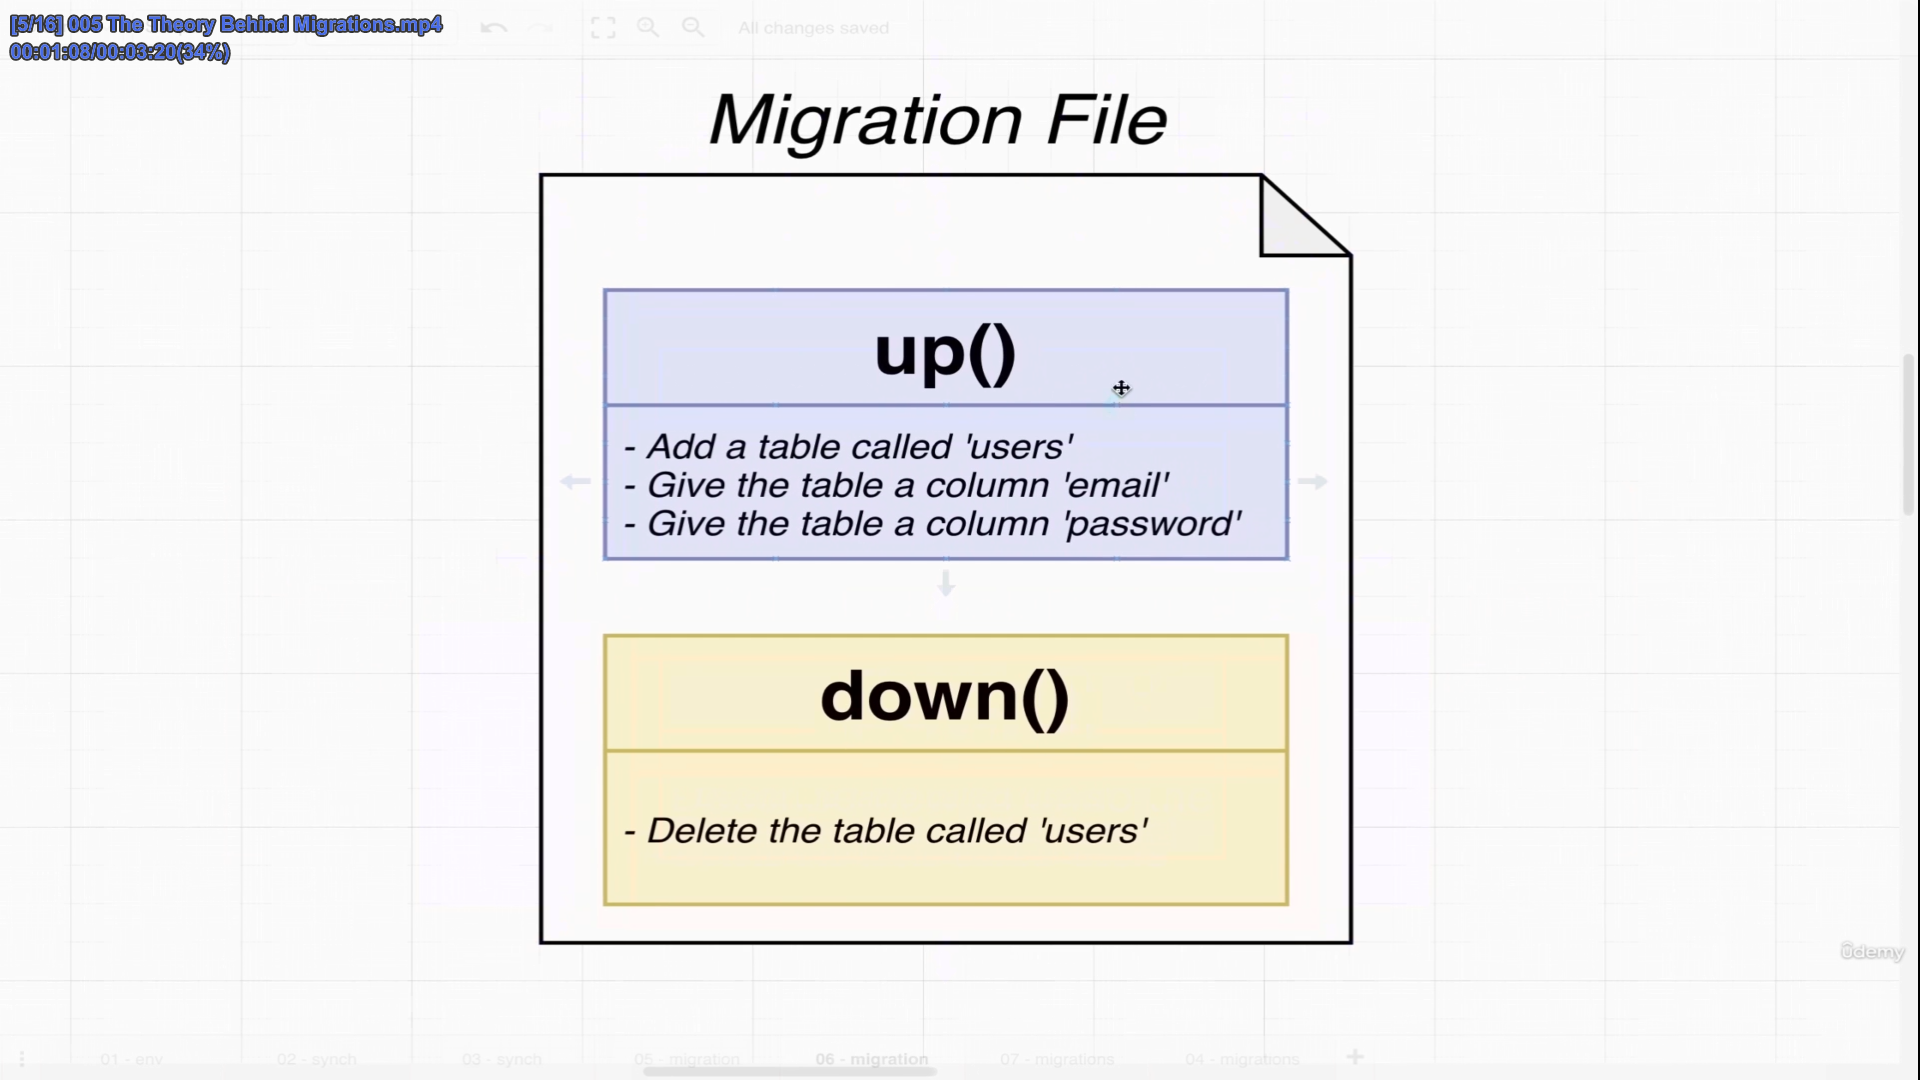 [5/16] 005 The Theory Behind Migrations.mp4
00:01:08/00:03:20(34%)
All changes saved
Migration File
up()
- Add a table called 'users'
- Give the table a column 'email'
- Give the table a column 'password'
down()
- Delete the table called 'users'
ûdemy
01 - env
02 - synch
03 - synch
05 - migration
06 - migration
07 - migrations
04 - migrations